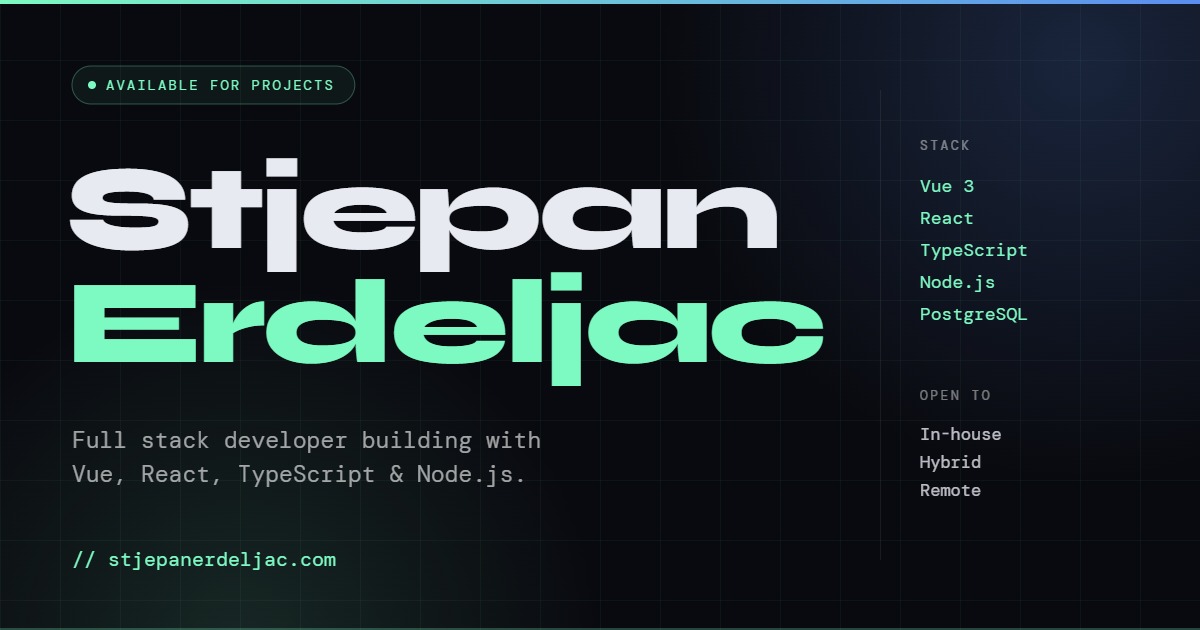 AVAILABLE FOR PROJECTS
Stjepan
Erdeljac
Full stack developer building with
Vue, React, TypeScript & Node.js.
// stjepanerdeljac.com
STACK
Vue 3
React
TypeScript
Node.js
PostgreSQL
OPEN TO
In-house
Hybrid
Remote